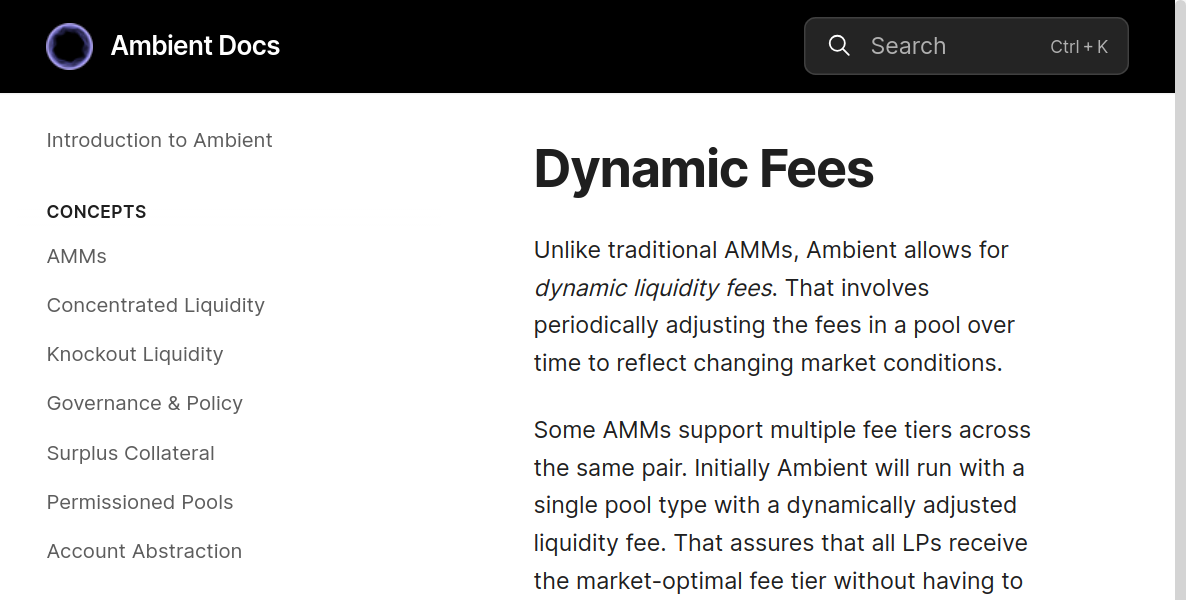 Ambient Docs
Search
Ctrl + K
Introduction to Ambient
CONCEPTS
AMMs
Concentrated Liquidity
Knockout Liquidity
Governance & Policy
Surplus Collateral
Permissioned Pools
Account Abstraction
Dynamic Fees
Unlike traditional AMMs, Ambient allows for
dynamic liquidity fees. That involves
periodically adjusting the fees in a pool over
time to reflect changing market conditions.
Some AMMs support multiple fee tiers across
the same pair. Initially Ambient will run with a
single pool type with a dynamically adjusted
liquidity fee. That assures that all LPs receive
the market-optimal fee tier without having to